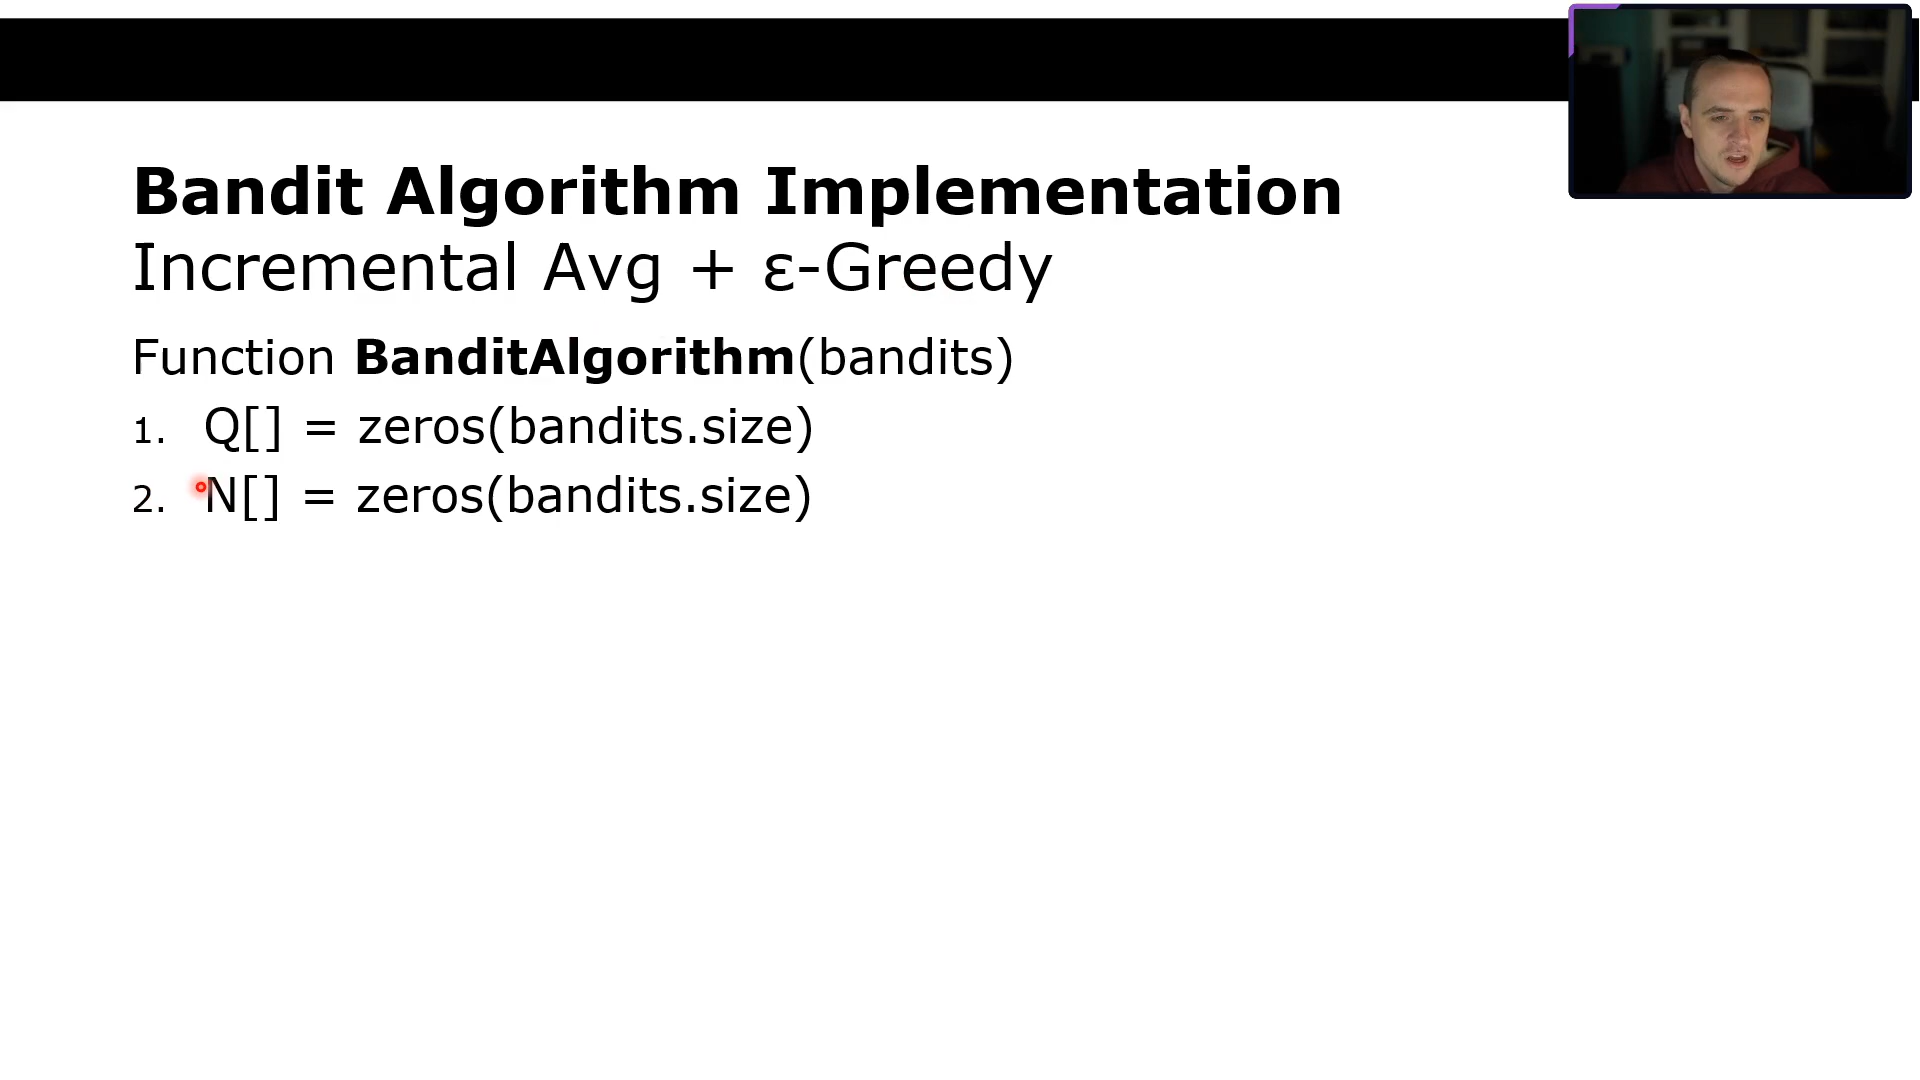 Bandit Algorithm Implementation
Incremental Avg + ε-Greedy
Function BanditAlgorithm(bandits)
1. Q[] = zeros(bandits.size)
2. N[] = zeros(bandits.size)